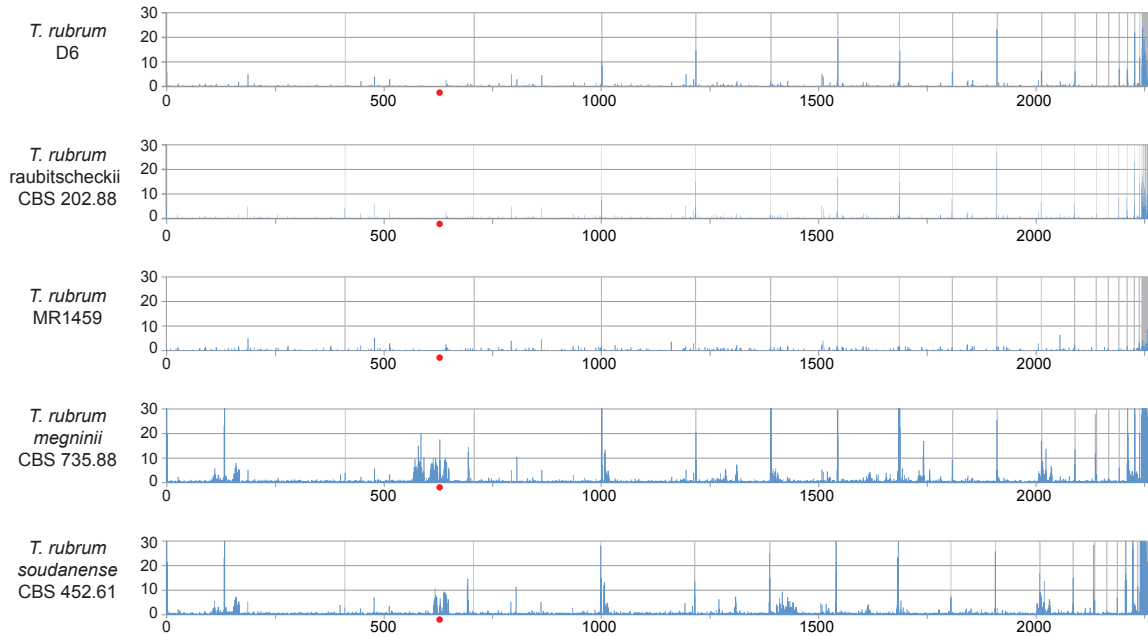 T. rubrum
D6
30
20
10
0
0 500 1000 1500 2000
T. rubrum
raubitscheckii
CBS 202.88
30
20
10
0
0 500 1000 1500 2000
T. rubrum
MR1459
30
20
10
0
0 500 1000 1500 2000
T. rubrum
megninii
CBS 735.88
30
20
10
0
0 500 1000 1500 2000
T. rubrum
soudanense
CBS 452.61
30
20
10
0
0 500 1000 1500 2000